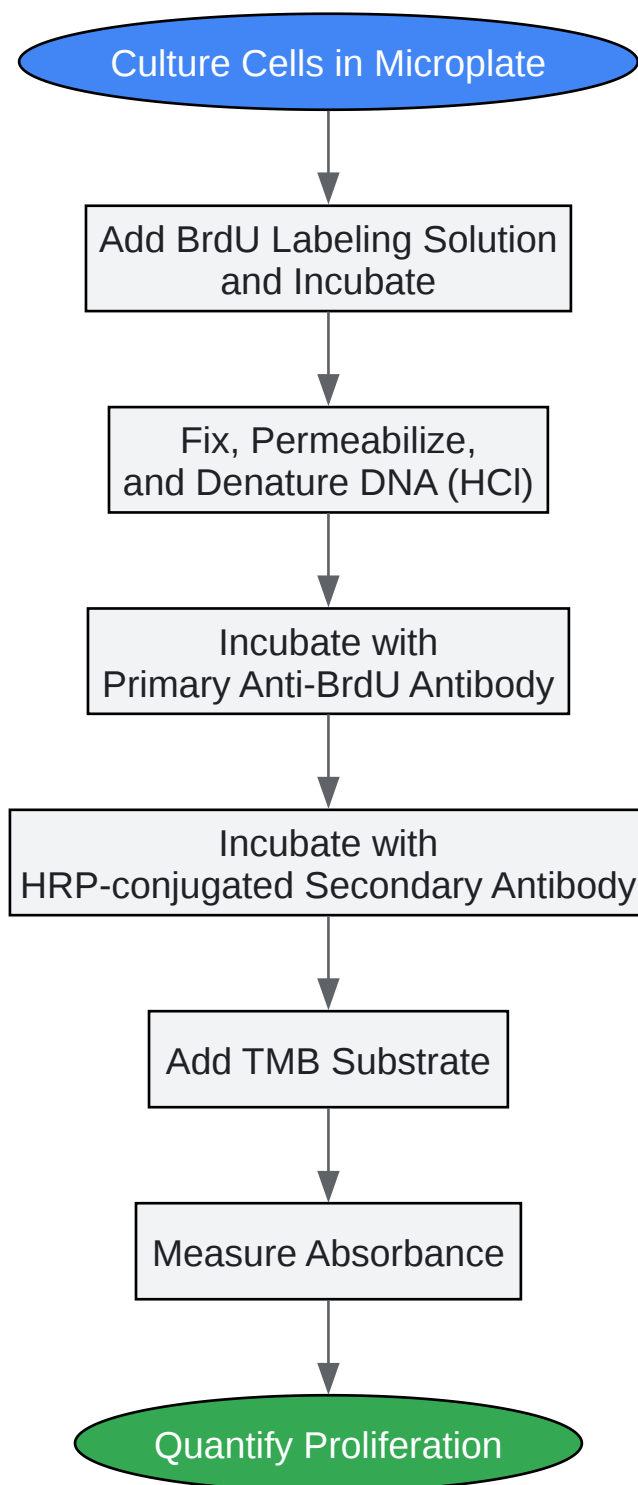 Culture Cells in Microplate
Add BrdU Labeling Solution
and Incubate
Fix, Permeabilize,
and Denature DNA (HCl)
Incubate with
Primary Anti-BrdU Antibody
Incubate with
HRP-conjugated Secondary Antibody
Add TMB Substrate
Measure Absorbance
Quantify Proliferation